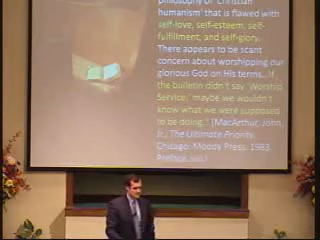 philosophy of 'Christian
humanism' that is flawed with
self-love, self-esteem, self-
fulfillment, and self-glory.
There appears to be scant
concern about worshipping our
glorious God on His terms...If
the bulletin didn't say 'Worship
Service,' maybe we wouldn't
know what we were supposed
to be doing." [MacArthur, John,
Jr.; The Ultimate Priority.
Chicago: Moody Press. 1983.
Preface,